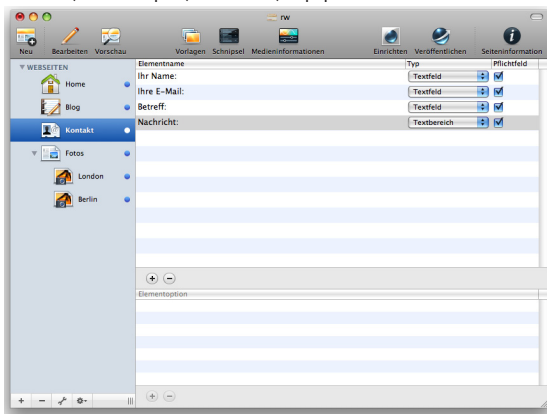 rw
Neu Bearbeiten Vorschau Vorlagen Schnipsel Medieninformationen Einrichten Veröffentlichen Seiteninformation
▼ WEBSEITEN
Home
Blog
Kontakt
Fotos
London
Berlin
Elementname Typ Pflichtfeld
Ihr Name: Textfeld
Ihre E-Mail: Textfeld
Betreff: Textfeld
Nachricht: Textbereich
Elementoption